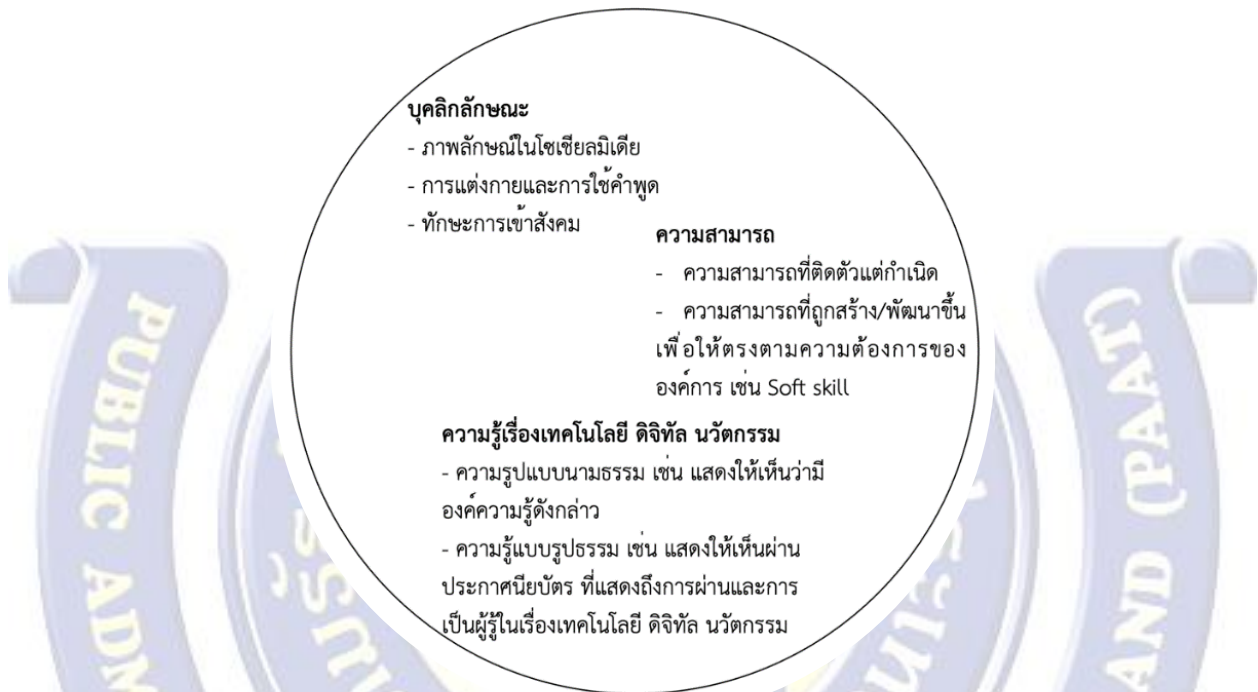 บุคลิกลักษณะ
- ภาพลักษณ์ในโซเชียลมิเดีย
- การแต่งกายและการใช้คำพูด
- ทักษะการเข้าสังคม
ความสามารถ
- ความสามารถที่ติดตัวแต่กำเนิด
- ความสามารถที่ถูกสร้าง/พัฒนาขึ้น
เพื่อให้ตรงตามความต้องการของ
องค์การ เช่น Soft skill
ความรู้เรื่องเทคโนโลยี ดิจิทัล นวัตกรรม
- ความรูปแบบนามธรรม เช่น แสดงให้เห็นว่ามี
องค์ความรู้ดังกล่าว
- ความรู้แบบรูปธรรม เช่น แสดงให้เห็นผ่าน
ประกาศนียบัตร ที่แสดงถึงการผ่านและการ
เป็นผู้รู้ในเรื่องเทคโนโลยี ดิจิทัล นวัตกรรม
PUBLIC
AND (PAAT)